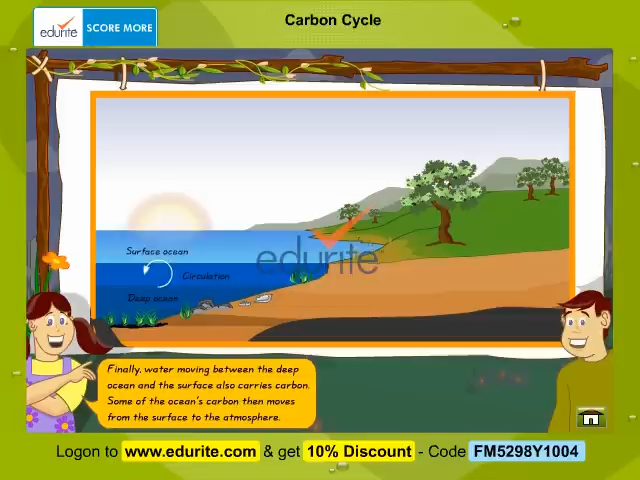 Carbon Cycle
edurite SCORE MORE
Surface ocean
edurite
Circulation
Deep ocean
Finally, water moving between the deep
ocean and the surface also carries carbon.
Some of the ocean's carbon then moves
from the surface to the atmosphere.
Logon to www.edurite.com & get 10% Discount - Code FM5298Y1004